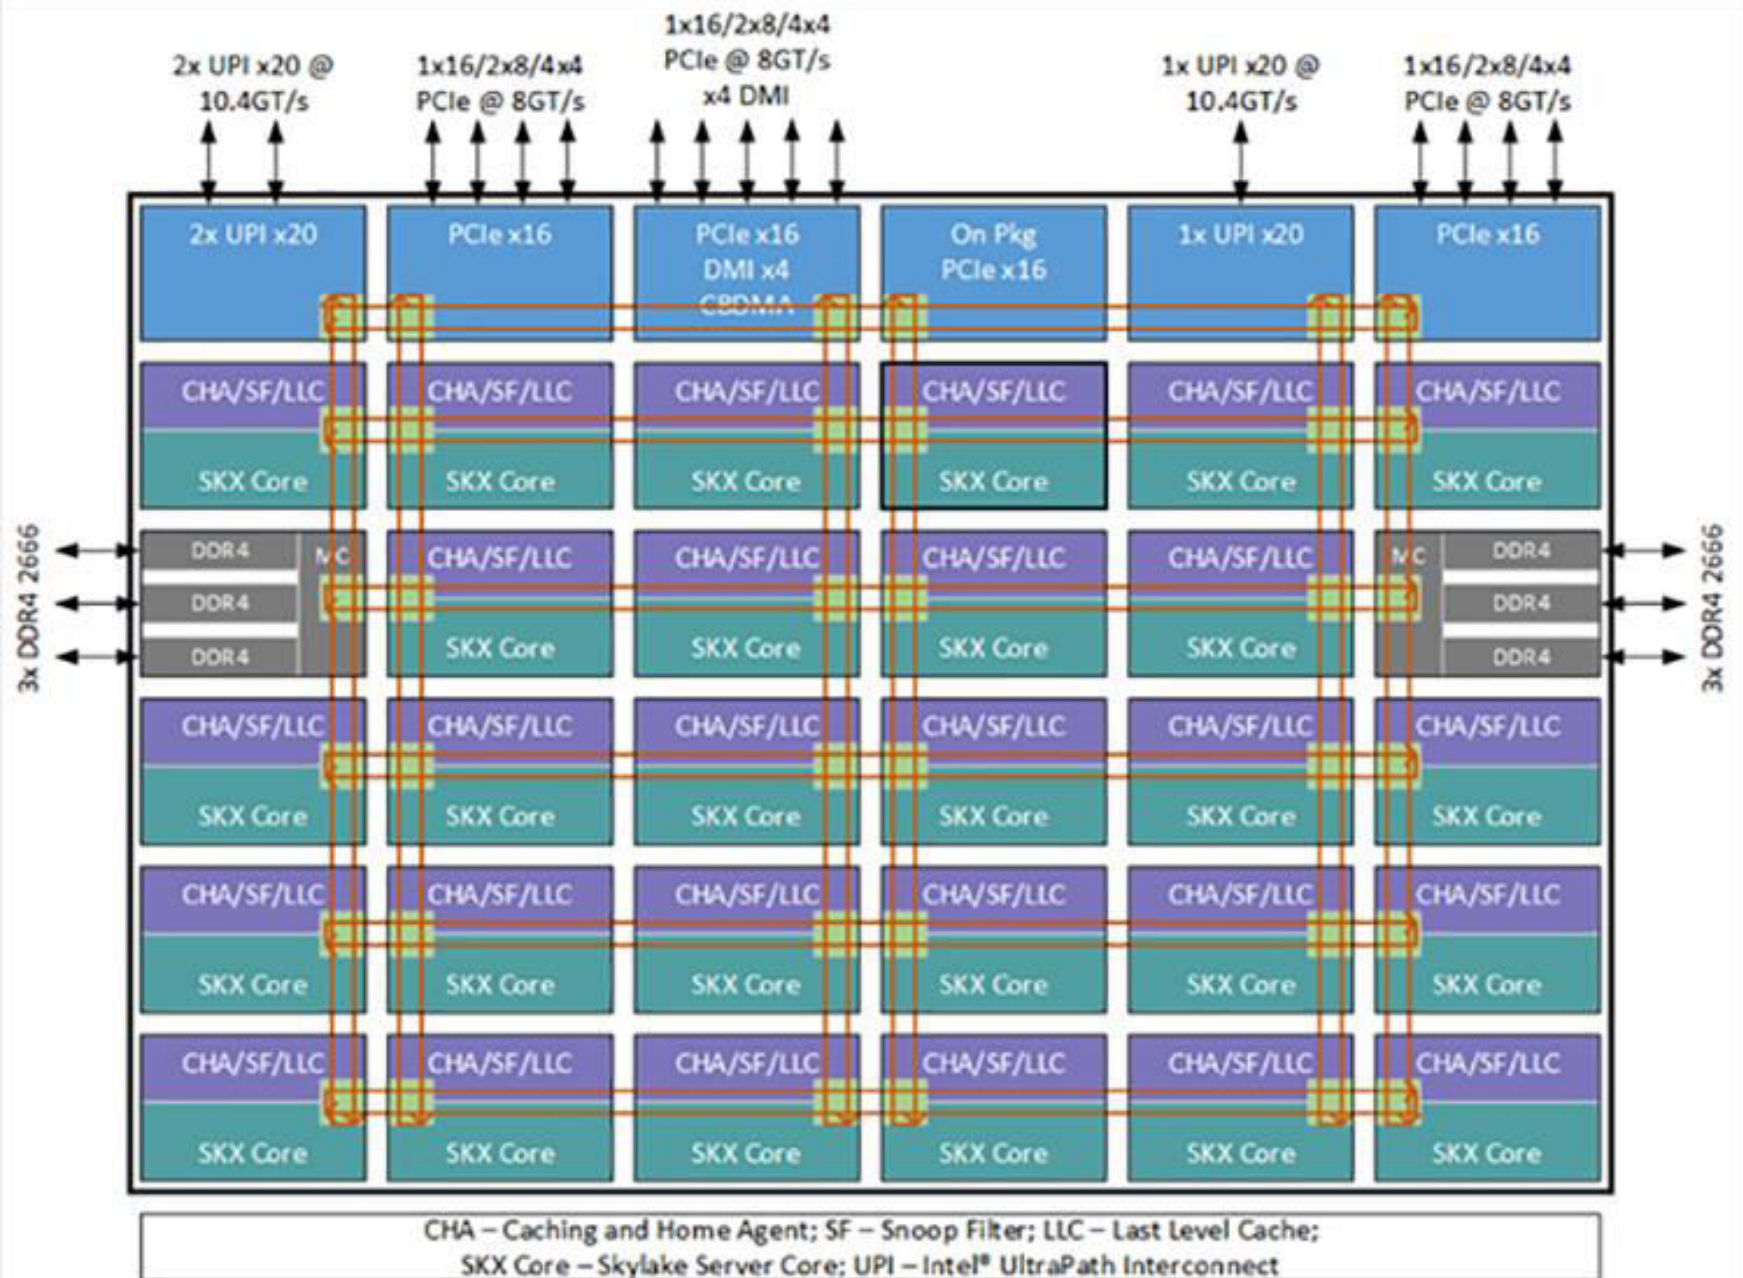 2x UPI x20 @
10.4GT/s
1x16/2x8/4x4
PCIe @ 8GT/s
1x16/2x8/4x4
PCIe @ 8GT/s
x4 DMI
1x UPI x20 @
10.4GT/s
1x16/2x8/4x4
PCIe @ 8GT/s
2x UPI x20
PCIe x16
PCIe x16
DMI x4
CBDMA
On Pkg
PCIe x16
1x UPI x20
PCIe x16
CHA/SF/LLC
SKX Core
CHA/SF/LLC
SKX Core
CHA/SF/LLC
SKX Core
CHA/SF/LLC
SKX Core
CHA/SF/LLC
SKX Core
CHA/SF/LLC
SKX Core
3x DDR4 2666
DDR4
DDR4
DDR4
MC
CHA/SF/LLC
SKX Core
CHA/SF/LLC
SKX Core
CHA/SF/LLC
SKX Core
CHA/SF/LLC
SKX Core
MC
DDR4
DDR4
DDR4
3x DDR4 2666
CHA/SF/LLC
SKX Core
CHA/SF/LLC
SKX Core
CHA/SF/LLC
SKX Core
CHA/SF/LLC
SKX Core
CHA/SF/LLC
SKX Core
CHA/SF/LLC
SKX Core
CHA/SF/LLC
SKX Core
CHA/SF/LLC
SKX Core
CHA/SF/LLC
SKX Core
CHA/SF/LLC
SKX Core
CHA/SF/LLC
SKX Core
CHA/SF/LLC
SKX Core
CHA/SF/LLC
SKX Core
CHA/SF/LLC
SKX Core
CHA/SF/LLC
SKX Core
CHA/SF/LLC
SKX Core
CHA/SF/LLC
SKX Core
CHA/SF/LLC
SKX Core
CHA – Caching and Home Agent; SF – Snoop Filter; LLC – Last Level Cache;
SKX Core – Skylake Server Core; UPI – Intel® UltraPath Interconnect